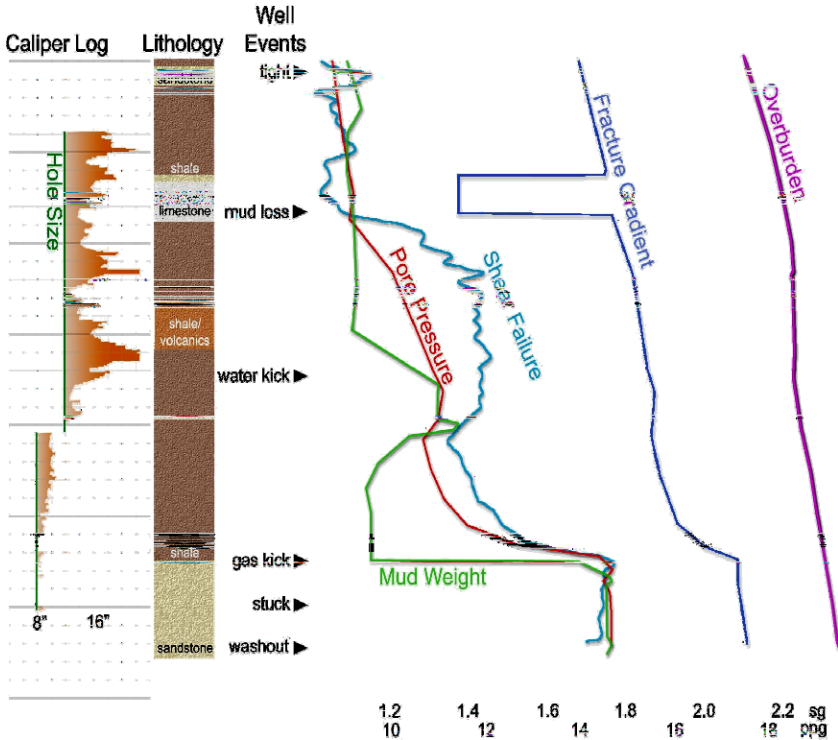 Well
Caliper Log Lithology Events
tight
sandstone
Hole Size
shale
limestone
mud loss
Fracture Gradient
Overburden
Pore Pressure
Shear Failure
shale/
volcanics
water kick
shale
gas kick
Mud Weight
stuck
8" 16"
sandstone
washout
1.2 1.4 1.6 1.8 2.0 2.2 sg
10 12 14 16 18 ppg